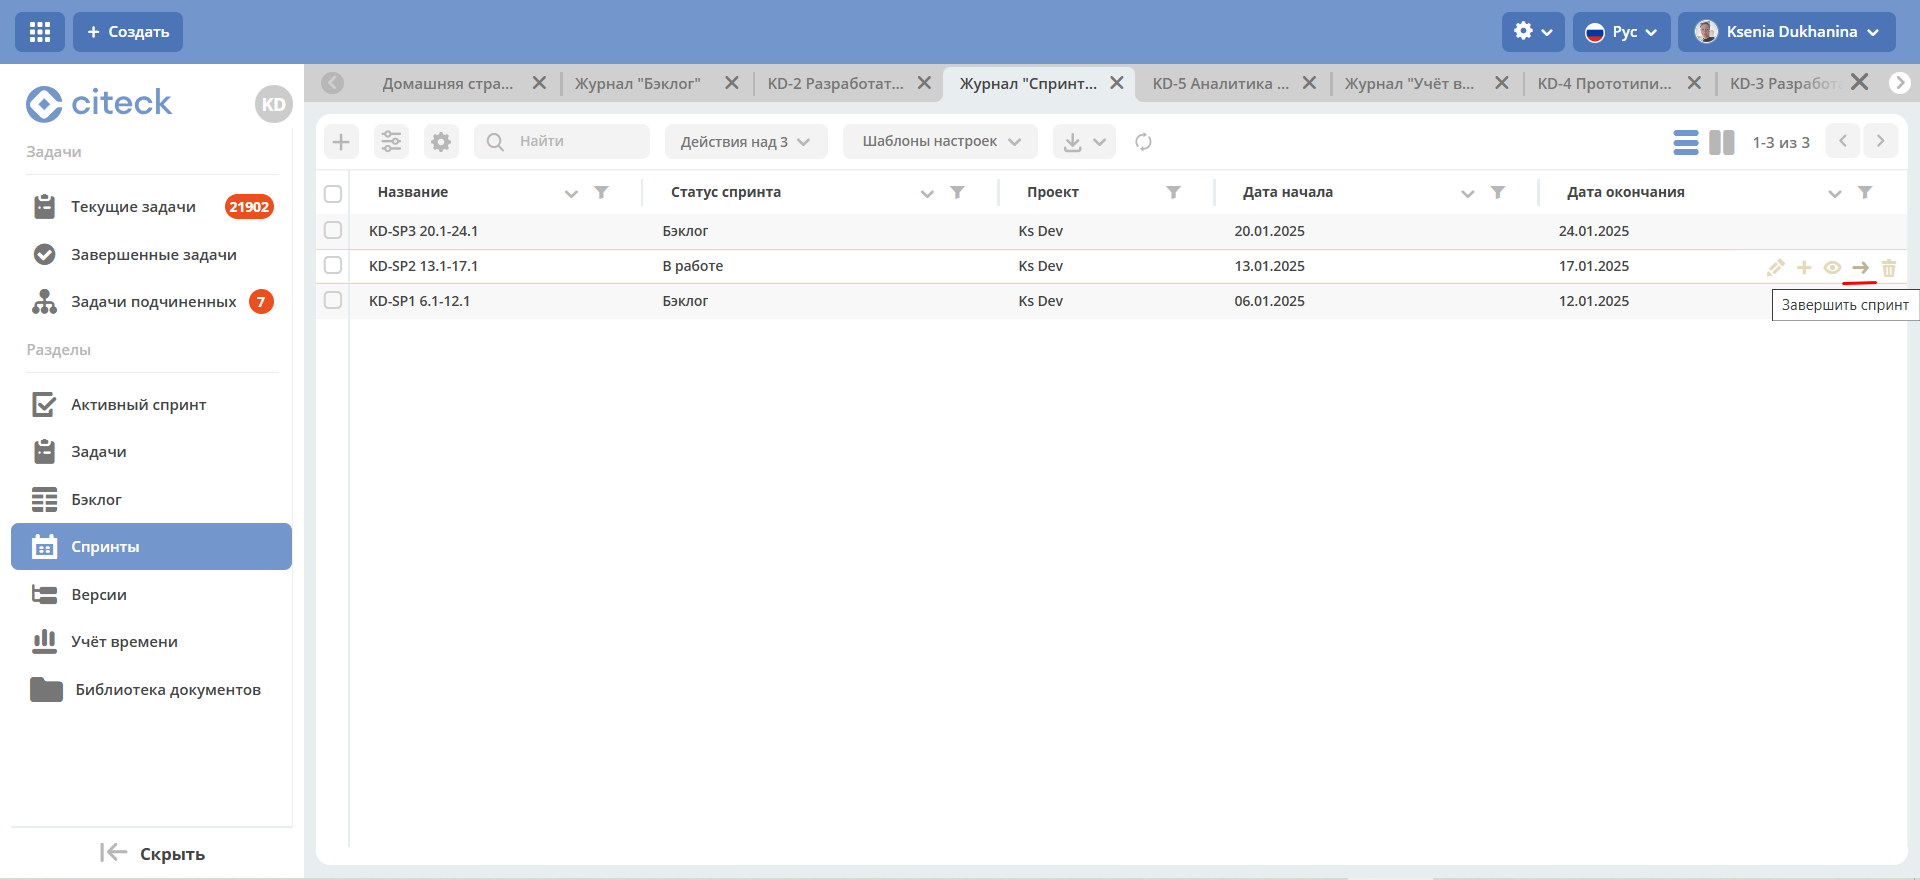 + Создать
Рус
Ksenia Dukhanina
citeck
KD
Домашняя стра...
Журнал "Бэклог"
KD-2 Разработат...
Журнал "Спринт...
KD-5 Аналитика ...
Журнал "Учёт в...
KD-4 Прототипи...
KD-3 Разработ
Задачи
Текущие задачи 21902
Завершенные задачи
Задачи подчиненных 7
Разделы
Активный спринт
Задачи
Бэклог
Спринты
Версии
Учёт времени
Библиотека документов
Скрыть
Найти
Действия над 3
Шаблоны настроек
1-3 из 3
Название Статус спринта Проект Дата начала Дата окончания
KD-SP3 20.1-24.1 Бэклог Ks Dev 20.01.2025 24.01.2025
KD-SP2 13.1-17.1 В работе Ks Dev 13.01.2025 17.01.2025
KD-SP1 6.1-12.1 Бэклог Ks Dev 06.01.2025 12.01.2025
Завершить спринт